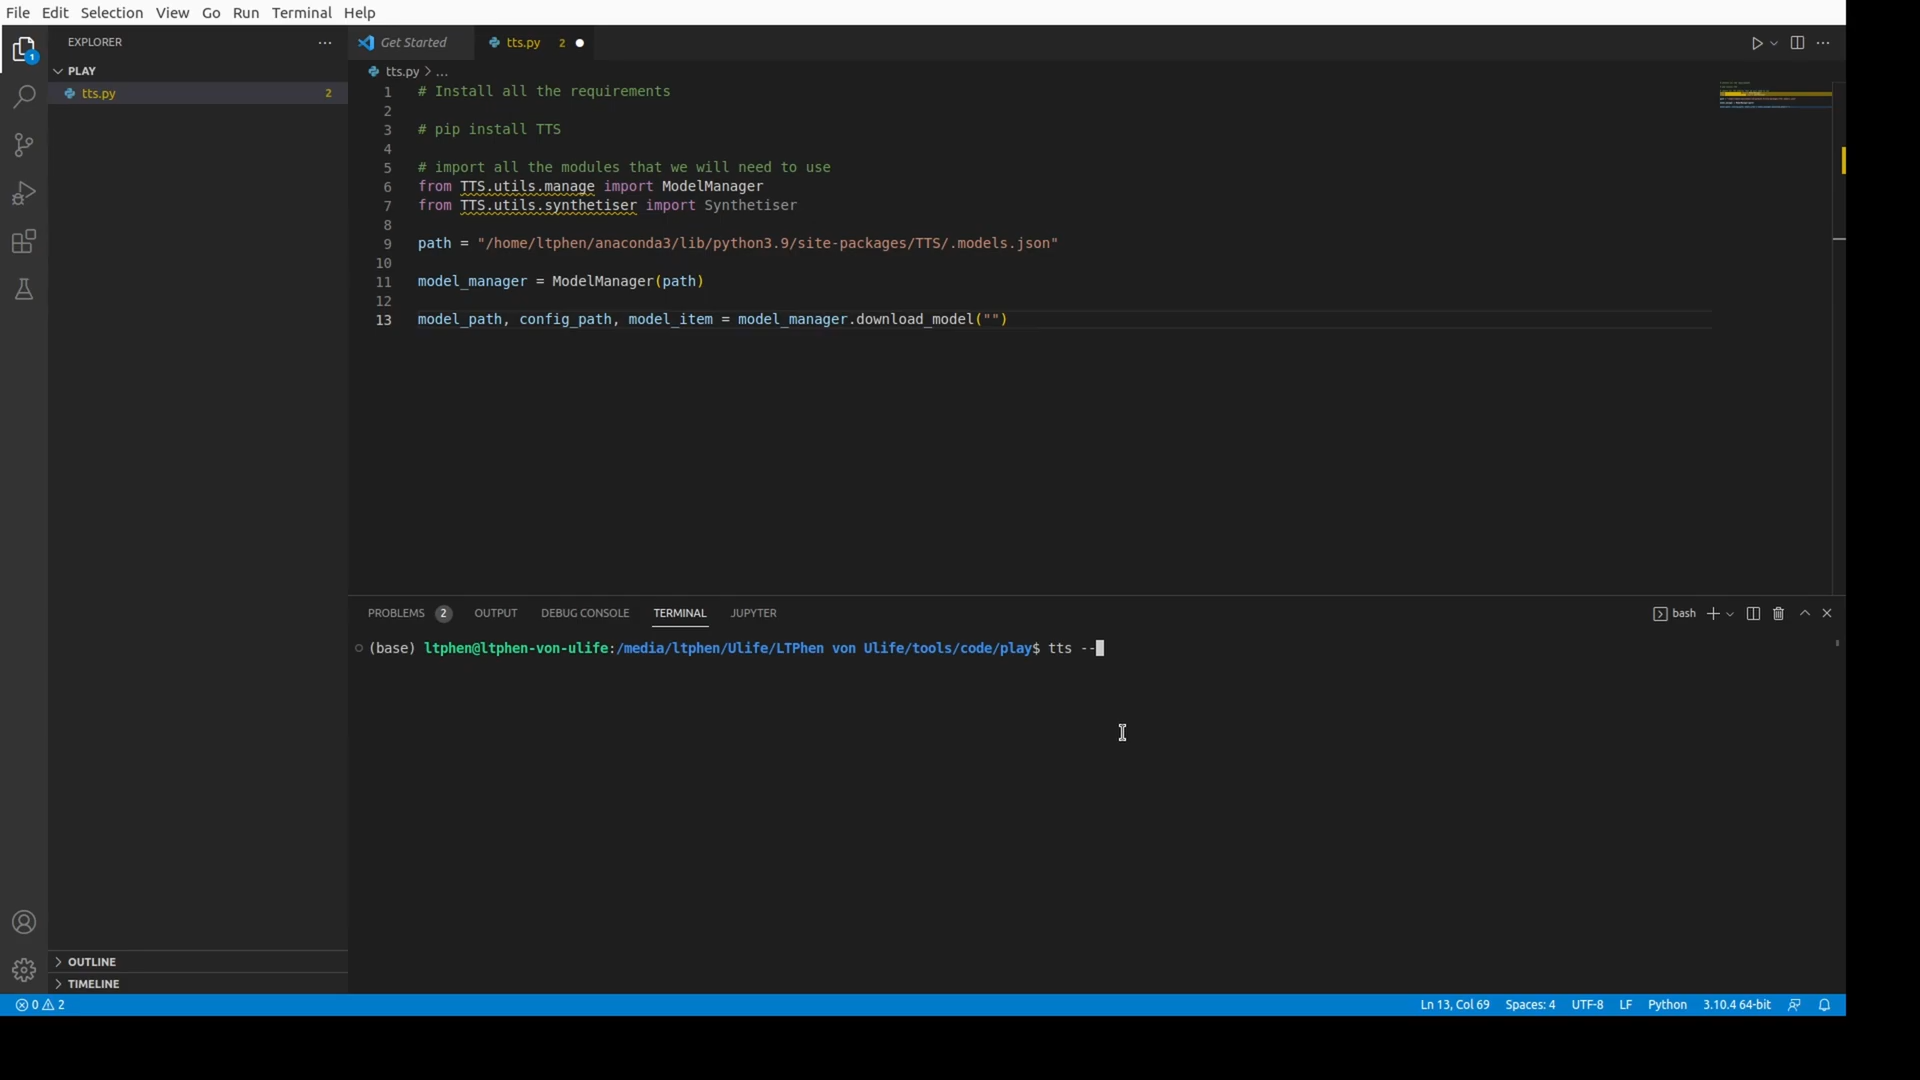 File Edit Selection View Go Run Terminal Help
EXPLORER ···
Get Started
tts.py 2
PLAY
tts.py > ...
tts.py 2
1 # Install all the requirements
2
3 # pip install TTS
4
5 # import all the modules that we will need to use
6 from TTS.utils.manage import ModelManager
7 from TTS.utils.synthetiser import Synthetiser
8
9 path = "/home/ltphen/anaconda3/lib/python3.9/site-packages/TTS/.models.json"
10
11 model_manager = ModelManager(path)
12
13 model_path, config_path, model_item = model_manager.download_model("")
PROBLEMS 2 OUTPUT DEBUG CONSOLE TERMINAL JUPYTER bash
(base) ltphen@ltphen-von-ulife:/media/ltphen/Ulife/LTPhen von Ulife/tools/code/play$ tts --
OUTLINE
TIMELINE
0 2 Ln 13, Col 69 Spaces: 4 UTF-8 LF Python 3.10.4 64-bit
1